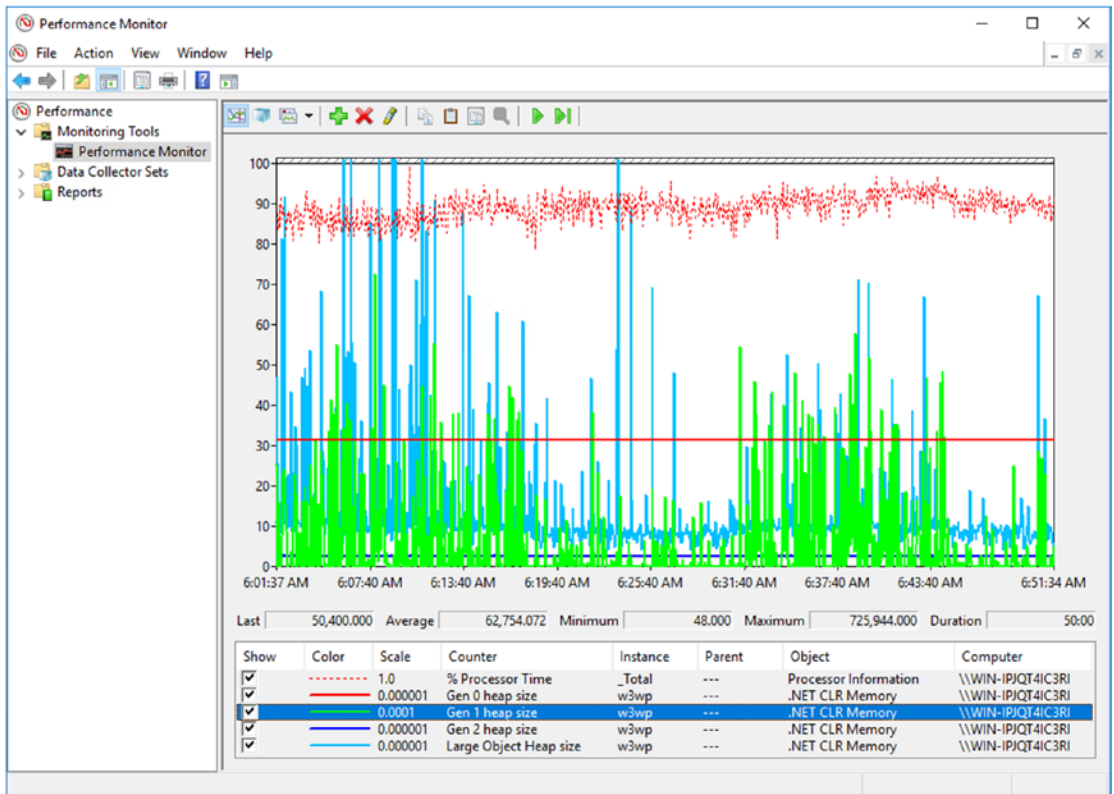 Performance Monitor
File Action View Window Help
Performance
Monitoring Tools
Performance Monitor
Data Collector Sets
Reports
100
90
80
70
60
50
40
30
20
10
0
6:01:37 AM 6:07:40 AM 6:13:40 AM 6:19:40 AM 6:25:40 AM 6:31:40 AM 6:37:40 AM 6:43:40 AM 6:51:34 AM
Last 50,400.000 Average 62,754.072 Minimum 48.000 Maximum 725,944.000 Duration 50:00
Show Color Scale Counter Instance Parent Object Computer
1.0 % Processor Time _Total --- Processor Information \\WIN-IPJQT4IC3RI
0.000001 Gen 0 heap size w3wp --- .NET CLR Memory \\WIN-IPJQT4IC3RI
0.0001 Gen 1 heap size w3wp --- .NET CLR Memory \\WIN-IPJQT4IC3RI
0.000001 Gen 2 heap size w3wp --- .NET CLR Memory \\WIN-IPJQT4IC3RI
0.000001 Large Object Heap size w3wp --- .NET CLR Memory \\WIN-IPJQT4IC3RI